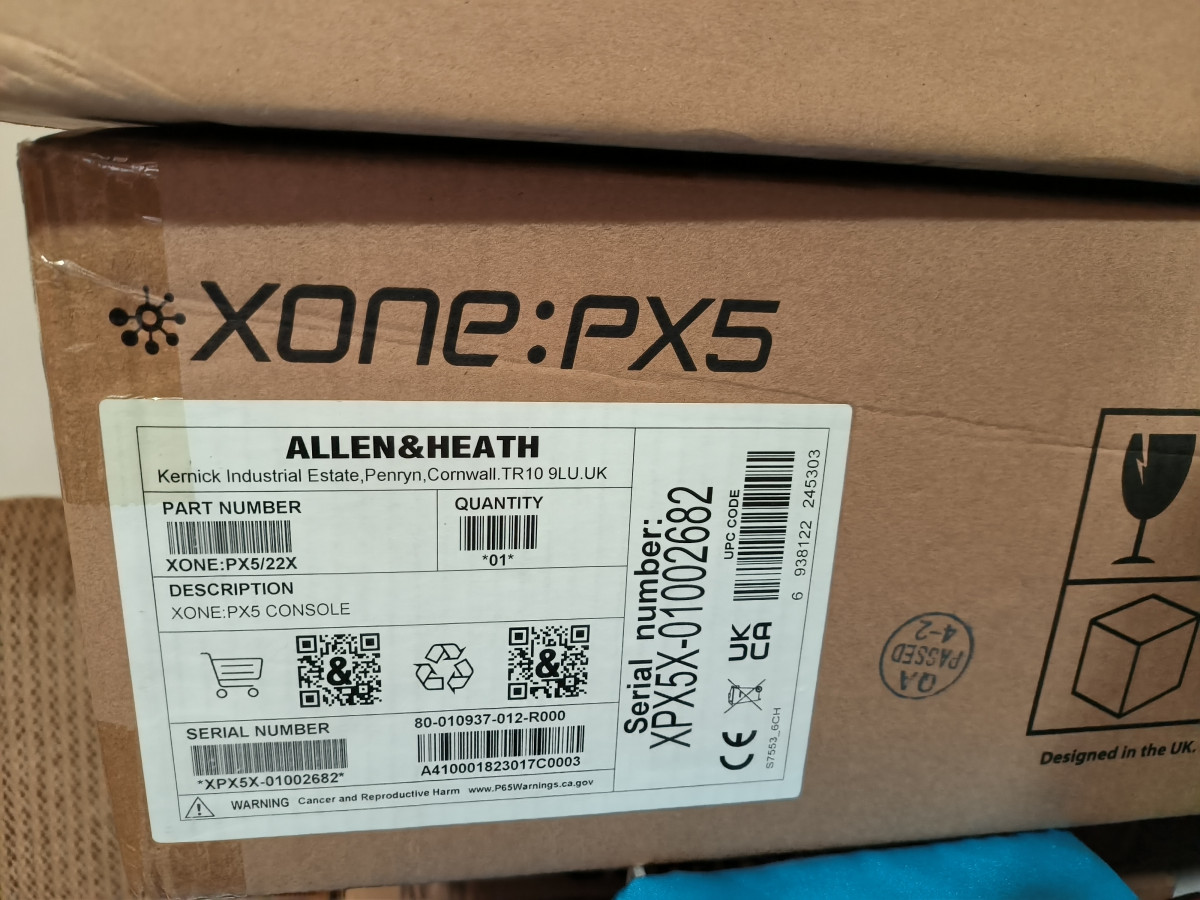 xone:PX5
ALLEN&HEATH
Kernick Industrial Estate,Penryn,Cornwall.TR10 9LU.UK
PART NUMBER
XONE:PX5/22X
QUANTITY
*01*
DESCRIPTION
XONE:PX5 CONSOLE
&
&
SERIAL NUMBER
*XPX5X-01002682*
80-010937-012-R000
A410001823017C0003
WARNING Cancer and Reproductive Harm www.P65Warnings.ca.gov
Serial number:
XPX5X-01002682
UPC CODE
6 938122 245303
UK
CA
CE
S7553_6CH
QA
PASSED
4-2
Designed in the UK.